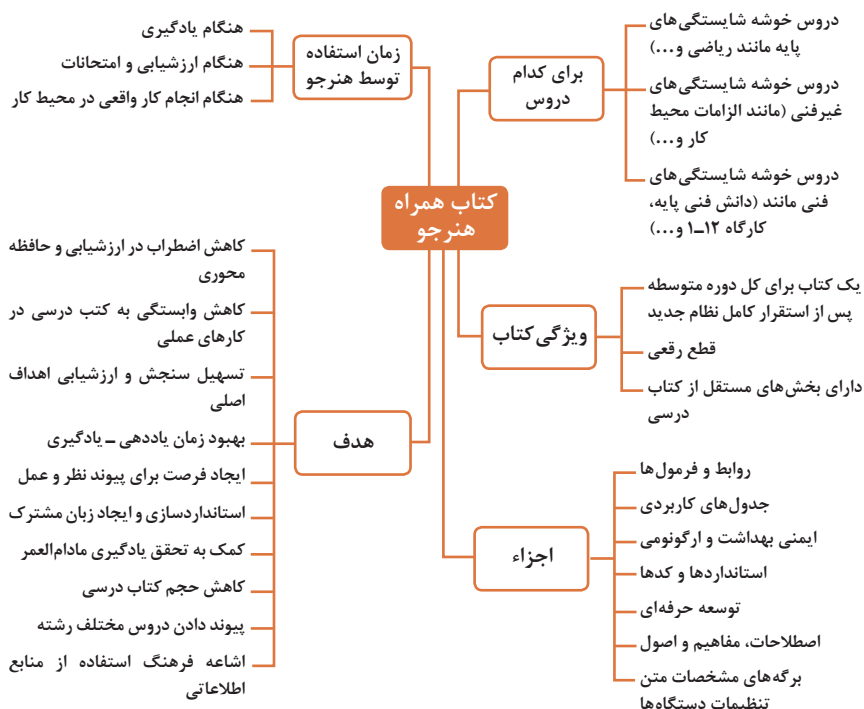 کتاب همراه
هنرجو
برای کدام
دروس
دروس خوشه شایستگی‌های
پایه مانند ریاضی و...)
دروس خوشه شایستگی‌های
غیرفنی (مانند الزامات محیط
کار و...)
دروس خوشه شایستگی‌های
فنی مانند (دانش فنی پایه،
کارگاه ۱۲ـ۱ و...)
ویژگی کتاب
یک کتاب برای کل دوره متوسطه
پس از استقرار کامل نظام جدید
قطع رقعی
دارای بخش‌های مستقل از کتاب
درسی
اجزاء
روابط و فرمول‌ها
جدول‌های کاربردی
ایمنی بهداشت و ارگونومی
استانداردها و کدها
توسعه حرفه‌ای
اصطلاحات، مفاهیم و اصول
برگه‌های مشخصات متن
تنظیمات دستگاه‌ها
زمان استفاده
توسط هنرجو
هنگام یادگیری
هنگام ارزشیابی و امتحانات
هنگام انجام کار واقعی در محیط کار
هدف
کاهش اضطراب در ارزشیابی و حافظه
محوری
کاهش وابستگی به کتب درسی در
کارهای عملی
تسهیل سنجش و ارزشیابی اهداف
اصلی
بهبود زمان یاددهی ـ یادگیری
ایجاد فرصت برای پیوند نظر و عمل
استانداردسازی و ایجاد زبان مشترک
کمک به تحقق یادگیری مادام‌العمر
کاهش حجم کتاب درسی
پیوند دادن دروس مختلف رشته
اشاعه فرهنگ استفاده از منابع
اطلاعاتی